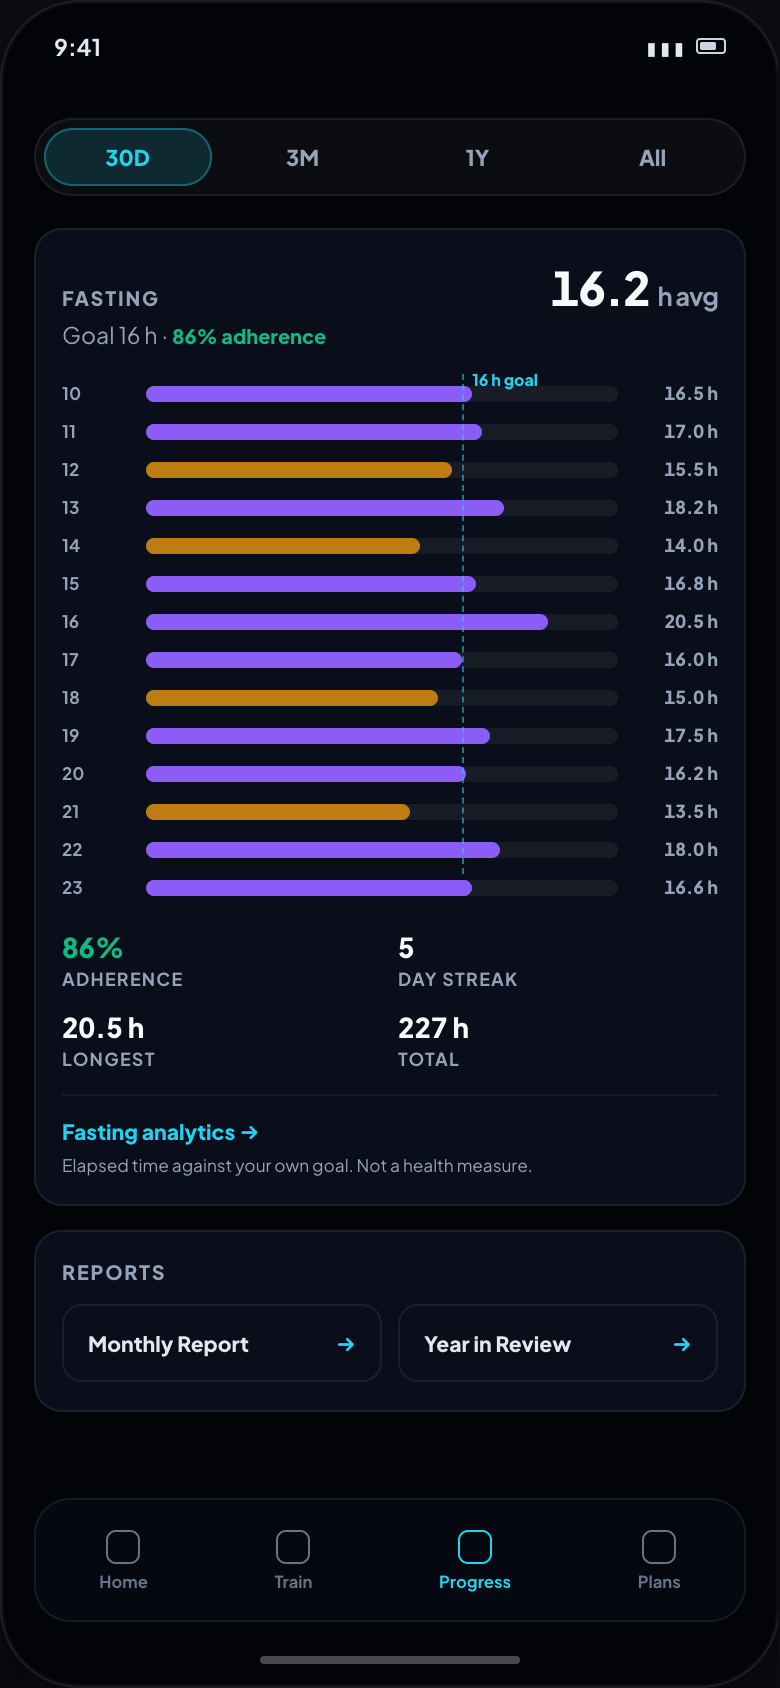 9:41
30D 3M 1Y All
FASTING 16.2 h avg
Goal 16 h · 86% adherence
16 h goal
10 16.5 h
11 17.0 h
12 15.5 h
13 18.2 h
14 14.0 h
15 16.8 h
16 20.5 h
17 16.0 h
18 15.0 h
19 17.5 h
20 16.2 h
21 13.5 h
22 18.0 h
23 16.6 h
86% 5
ADHERENCE DAY STREAK
20.5 h 227 h
LONGEST TOTAL
Fasting analytics →
Elapsed time against your own goal. Not a health measure.
REPORTS
Monthly Report → Year in Review →
Home Train Progress Plans